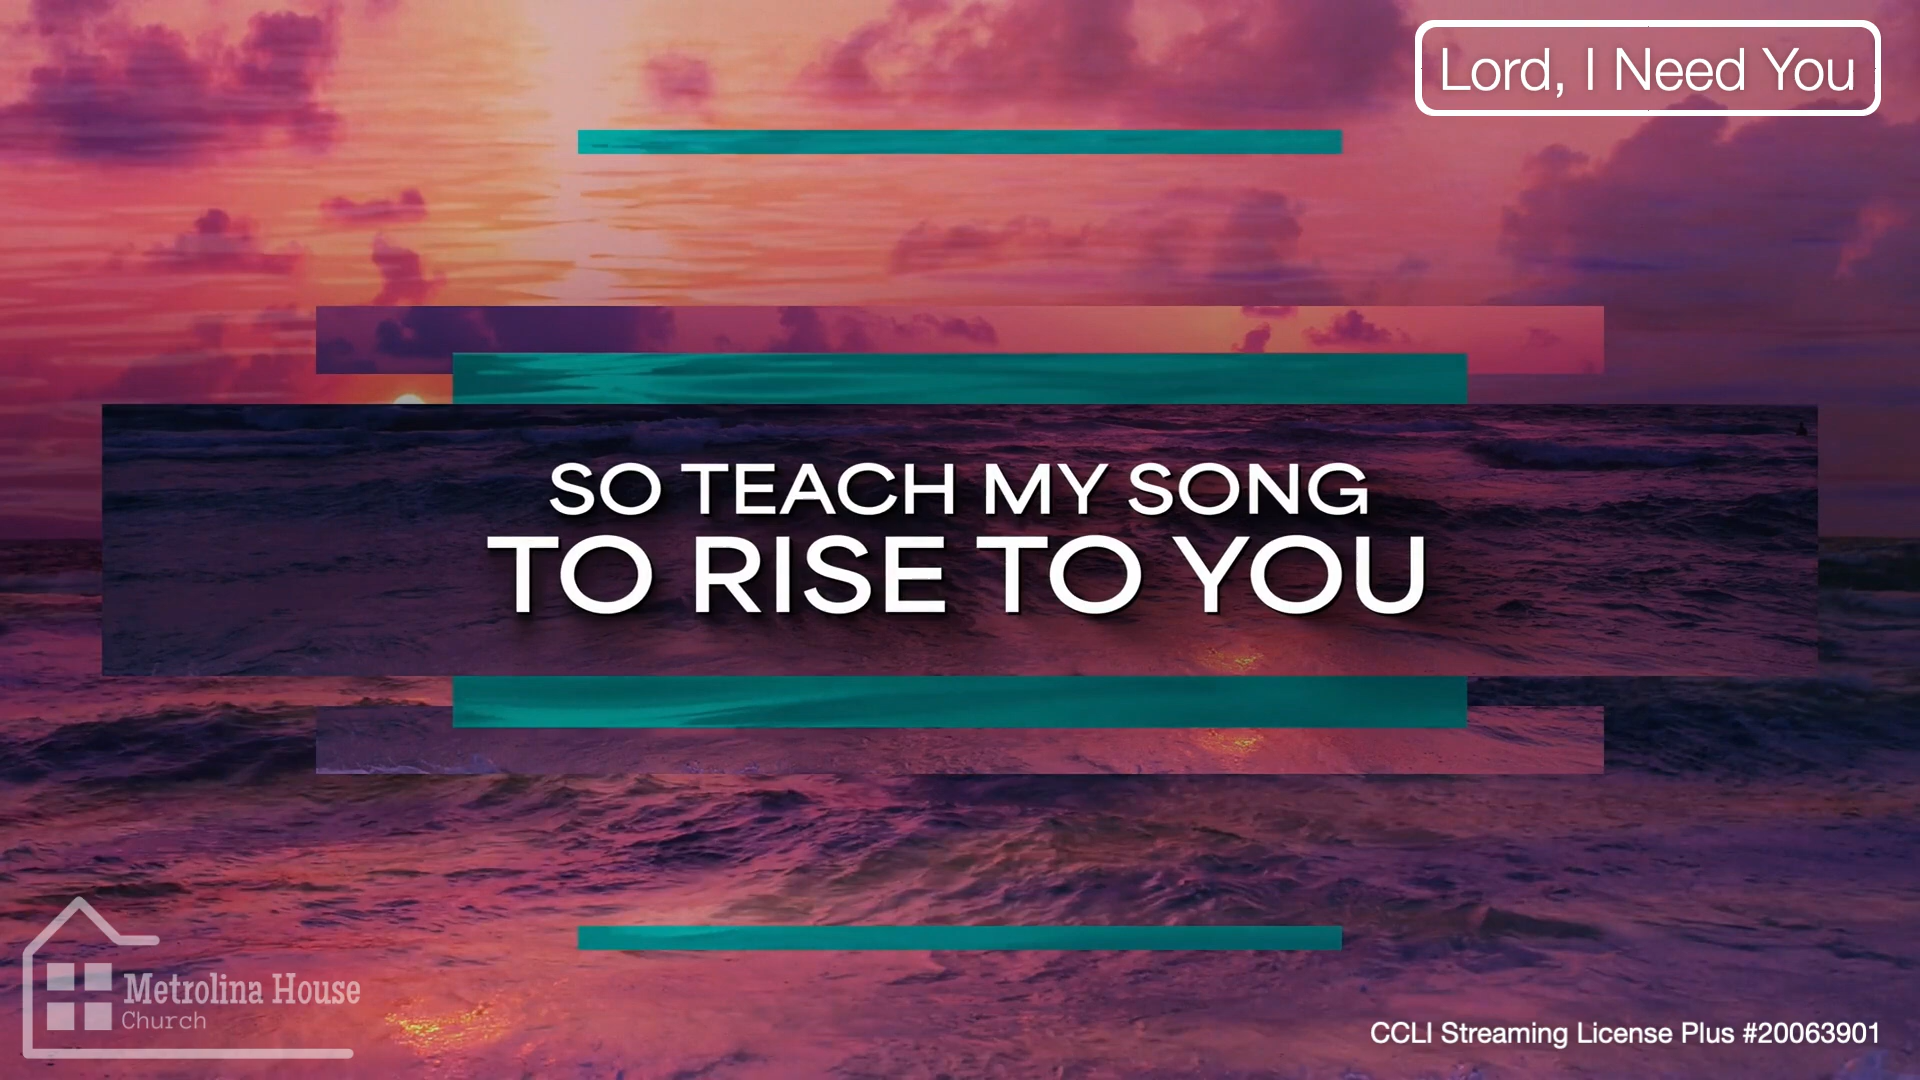 Lord, I Need You
SO TEACH MY SONG
TO RISE TO YOU
Metrolina House
Church
CCLI Streaming License Plus #20063901